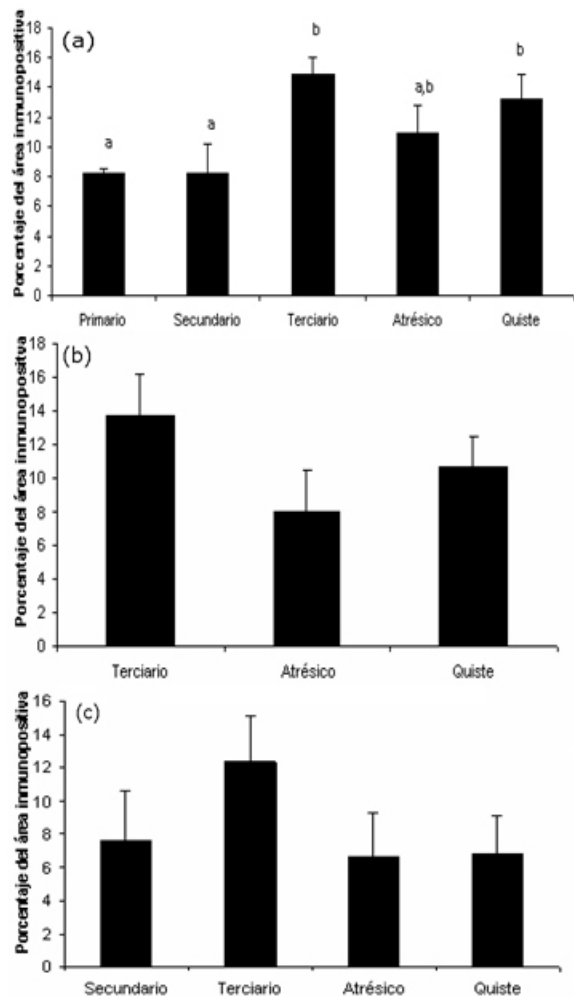 (a)
Porcentaje del área inmunopositiva
18
16
14
12
10
8
6
4
2
0
a
a
b
a,b
b
Primario
Secundario
Terciario
Atrésico
Quiste
(b)
Porcentaje del área inmunopositva
18
16
14
12
10
8
6
4
2
0
Terciario
Atrésico
Quiste
(c)
Porcentaje del área inmunopositiva
16
14
12
10
8
6
4
2
0
Secundario
Terciario
Atrésico
Quiste